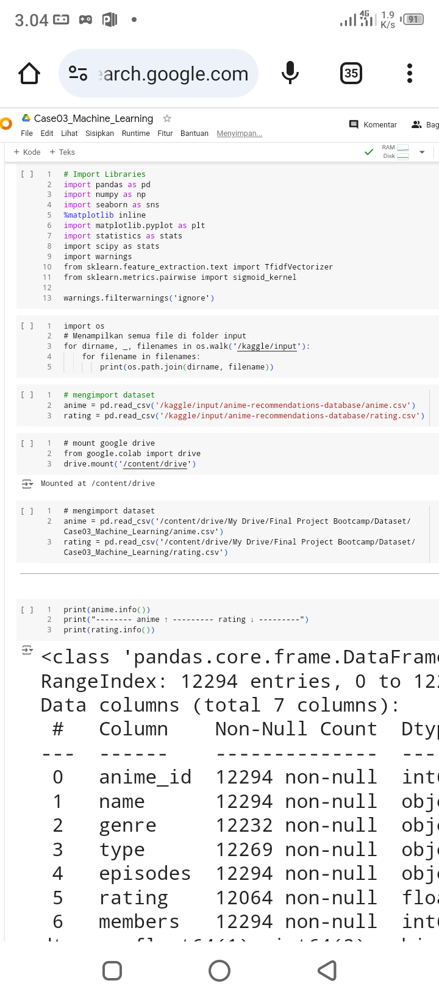 3.04
4G 1.9 K/s 91
earch.google.com
35
Case03_Machine_Learning
Komentar Bag
File Edit Lihat Sisipkan Runtime Fitur Bantuan Menyimpan...
+ Kode + Teks
RAM
Disk
[ ] 1 # Import Libraries
2 import pandas as pd
3 import numpy as np
4 import seaborn as sns
5 %matplotlib inline
6 import matplotlib.pyplot as plt
7 import statistics as stats
8 import scipy as stats
9 import warnings
10 from sklearn.feature_extraction.text import TfidfVectorizer
11 from sklearn.metrics.pairwise import sigmoid_kernel
12
13 warnings.filterwarnings('ignore')
[ ] 1 import os
2 # Menampilkan semua file di folder input
3 for dirname, _, filenames in os.walk('/kaggle/input'):
4 for filename in filenames:
5 print(os.path.join(dirname, filename))
[ ] 1 # mengimport dataset
2 anime = pd.read_csv('/kaggle/input/anime-recommendations-database/anime.csv')
3 rating = pd.read_csv('/kaggle/input/anime-recommendations-database/rating.csv')
[ ] 1 # mount google drive
2 from google.colab import drive
3 drive.mount('/content/drive')
Mounted at /content/drive
[ ] 1 # mengimport dataset
2 anime = pd.read_csv('/content/drive/My Drive/Final Project Bootcamp/Dataset/
Case03_Machine_Learning/anime.csv')
3 rating = pd.read_csv('/content/drive/My Drive/Final Project Bootcamp/Dataset/
Case03_Machine_Learning/rating.csv')
[ ] 1 print(anime.info())
2 print("-------- anime ↑ --------- rating ↓ ---------")
3 print(rating.info())
<class 'pandas.core.frame.DataFram
RangeIndex: 12294 entries, 0 to 12
Data columns (total 7 columns):
# Column Non-Null Count Dtyp
--- ------ -------------- ---
0 anime_id 12294 non-null int
1 name 12294 non-null obj
2 genre 12232 non-null obj
3 type 12269 non-null obj
4 episodes 12294 non-null obj
5 rating 12064 non-null floa
6 members 12294 non-null int